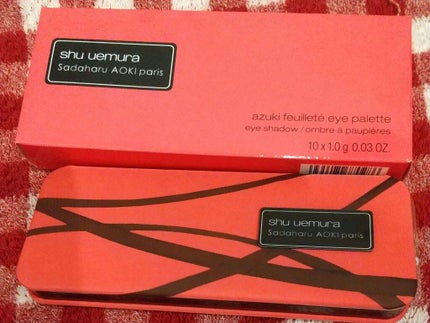 shu uemura
Sadaharu AOKI paris
azuki feuilleté eye palette
eye shadow / ombre à paupières
10 x 1.0 g 0.03 OZ.
shu uemura
Sadaharu AOKI paris